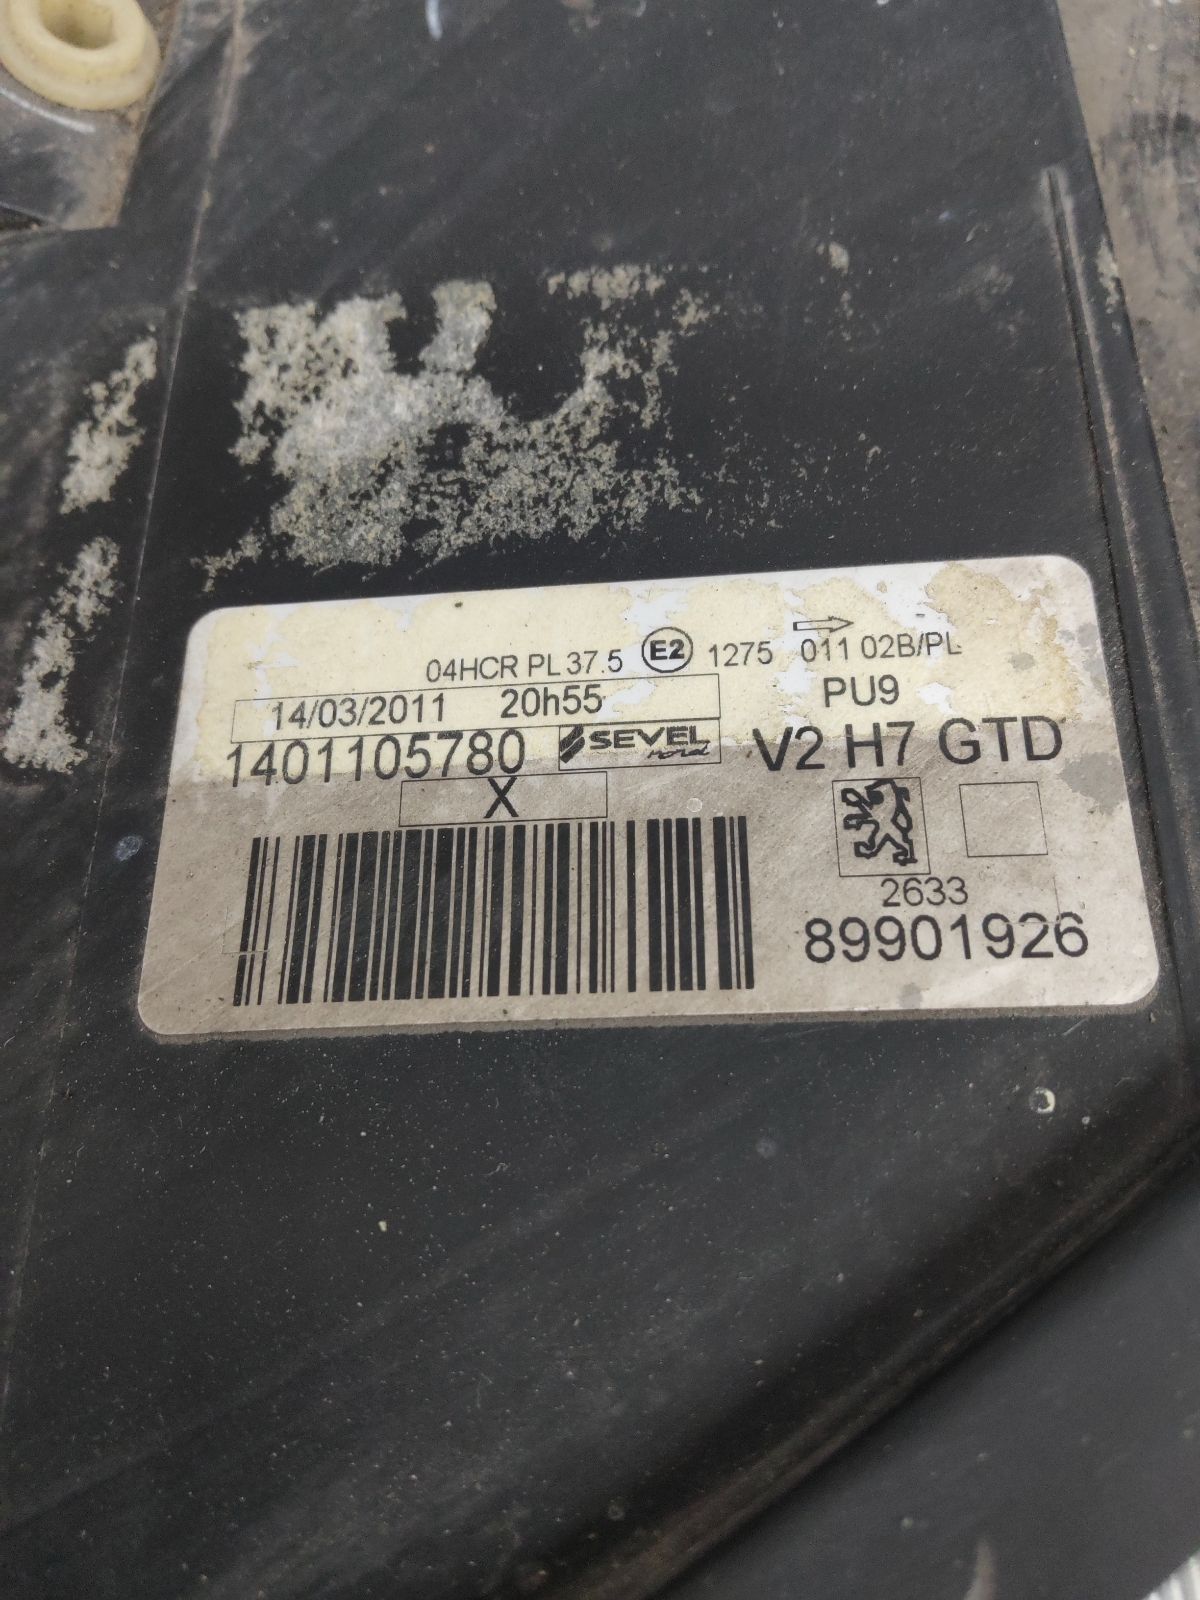 04HCR PL 37.5 E2 1275 011 02B/PL
14/03/2011 20h55 PU9
1401105780 SEVEL nord V2 H7 GTD
X
2633
89901926